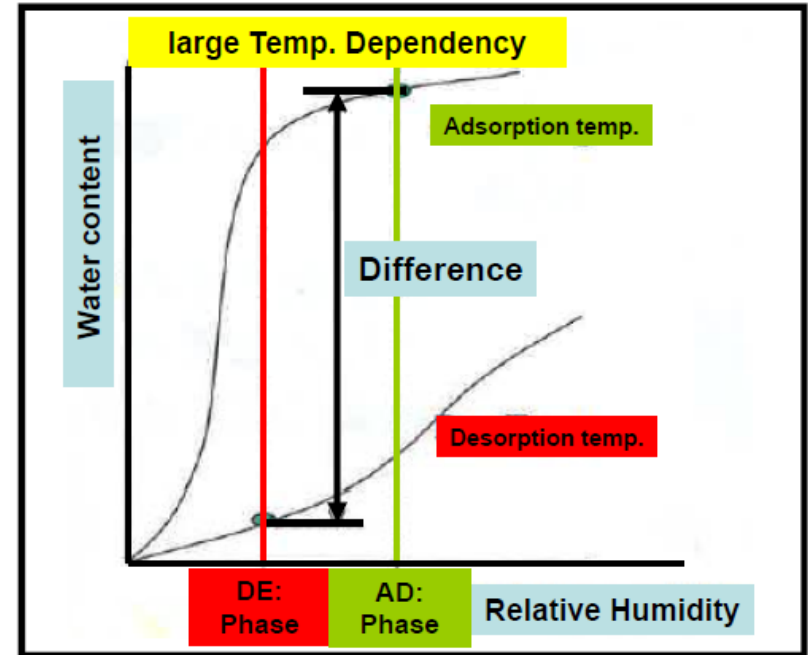 large Temp. Dependency
Adsorption temp.
Water content
Difference
Desorption temp.
DE:
Phase
AD:
Phase
Relative Humidity